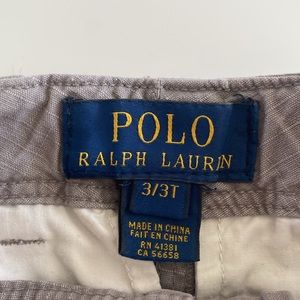 POLO
RALPH LAUREN
3/3T
MADE IN CHINA
FAIT EN CHINE
RN 41381
CA 56658